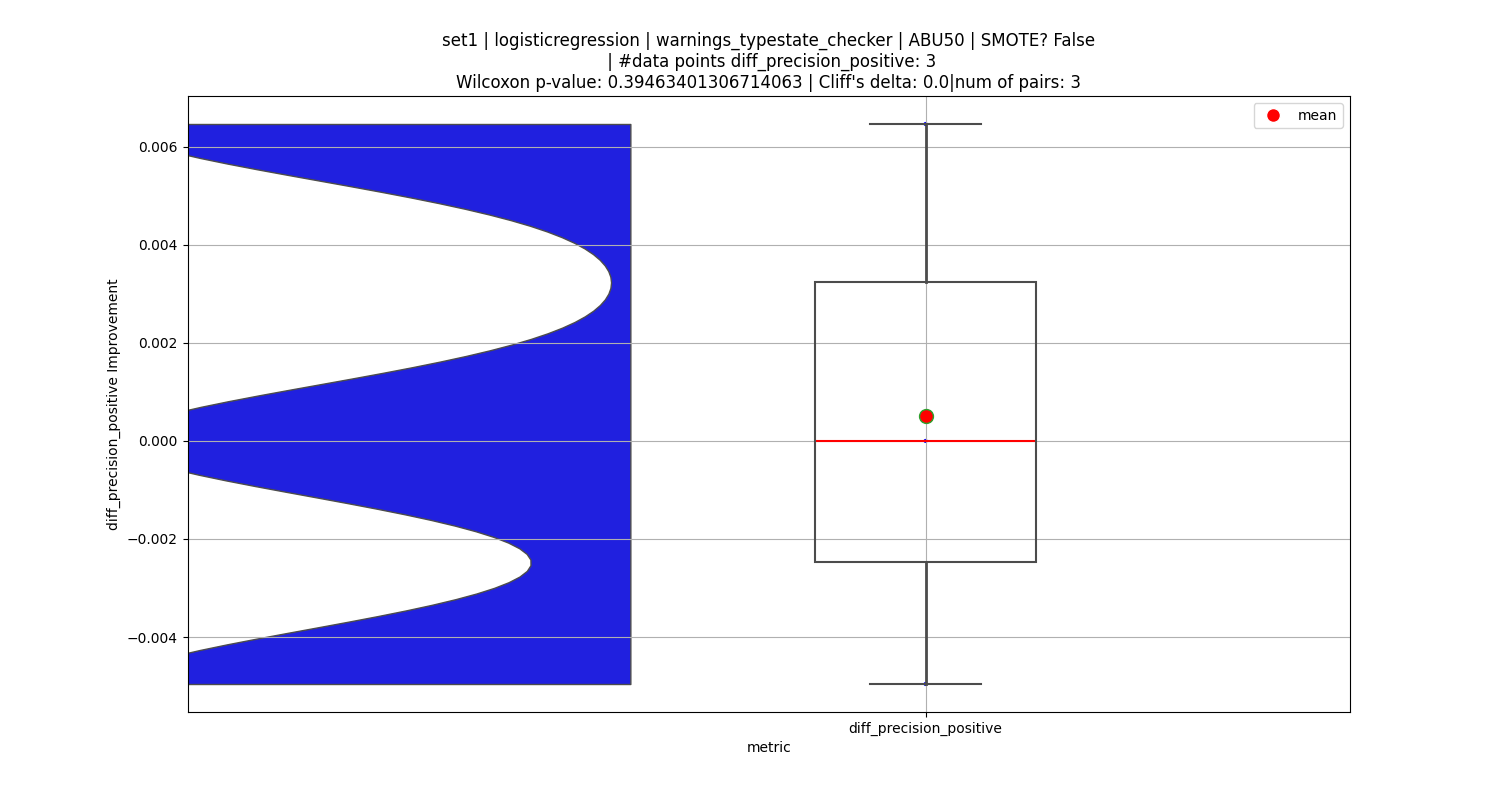 set1 | logisticregression | warnings_typestate_checker | ABU50 | SMOTE? False
| #data points diff_precision_positive: 3
Wilcoxon p-value: 0.39463401306714063 | Cliff's delta: 0.0|num of pairs: 3
mean
0.006
0.004
0.002
0.000
−0.002
−0.004
diff_precision_positive Improvement
diff_precision_positive
metric